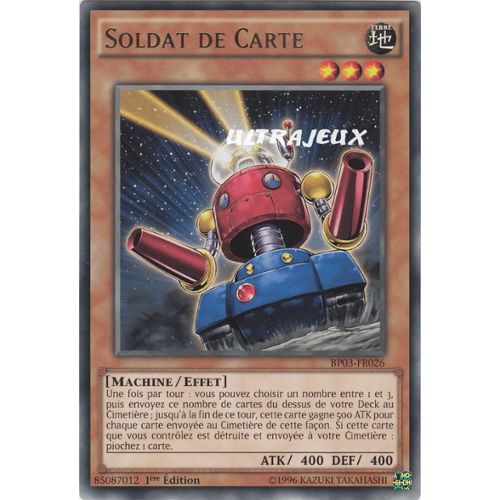 SOLDAT DE CARTE
TERRE
地
ULTRAJEUX
BP03-FR026
[MACHINE / EFFET]
Une fois par tour : vous pouvez choisir un nombre entre 1 et 3,
puis envoyez ce nombre de cartes du dessus de votre Deck au
Cimetière ; jusqu'à la fin de ce tour, cette carte gagne 500 ATK pour
chaque carte envoyée au Cimetière de cette façon. Si cette carte
que vous contrôlez est détruite et envoyée à votre Cimetière :
piochez 1 carte.
ATK/ 400 DEF/ 400
85087012 1ère Édition ©1996 KAZUKI TAKAHASHI